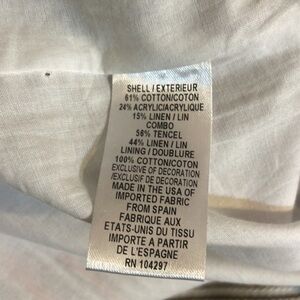 SHELL / EXTERIEUR
61% COTTON/COTON
24% ACRYLIC/ACRYLIQUE
15% LINEN / LIN
COMBO
56% TENCEL
44% LINEN / LIN
LINING / DOUBLURE
100% COTTON/COTON
EXCLUSIVE OF DECORATION
/EXCLUSIF DE DECORATION
MADE IN THE USA OF
IMPORTED FABRIC
FROM SPAIN
FABRIQUE AUX
ETATS-UNIS DU TISSU
IMPORTE A PARTIR
DE L'ESPAGNE
RN 104297